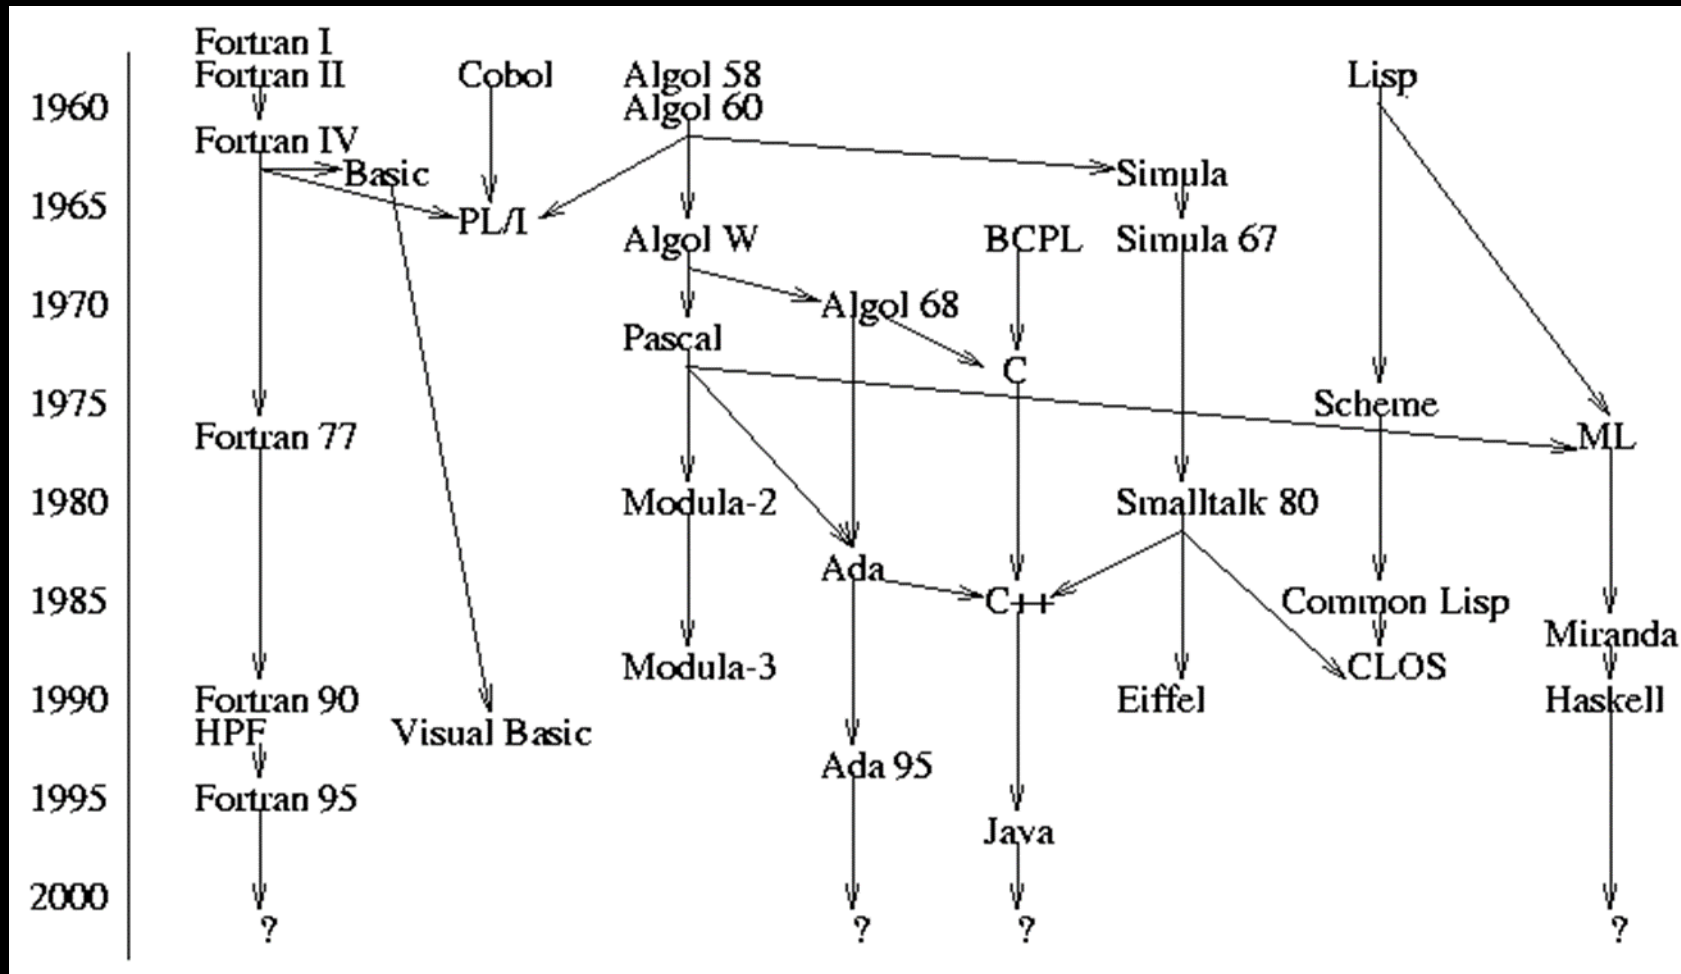 Fortran I
Fortran II Cobol Algol 58 Lisp
1960 Algol 60
Fortran IV
Basic Simula
1965 PL/I
Algol W BCPL Simula 67
1970 Algol 68
Pascal
C
1975 Scheme
Fortran 77 ML
1980 Modula-2 Smalltalk 80
Ada
1985 C++ Common Lisp
Miranda
Modula-3 CLOS
1990 Fortran 90 Eiffel Haskell
HPF Visual Basic
Ada 95
1995 Fortran 95
Java
2000
? ? ? ?